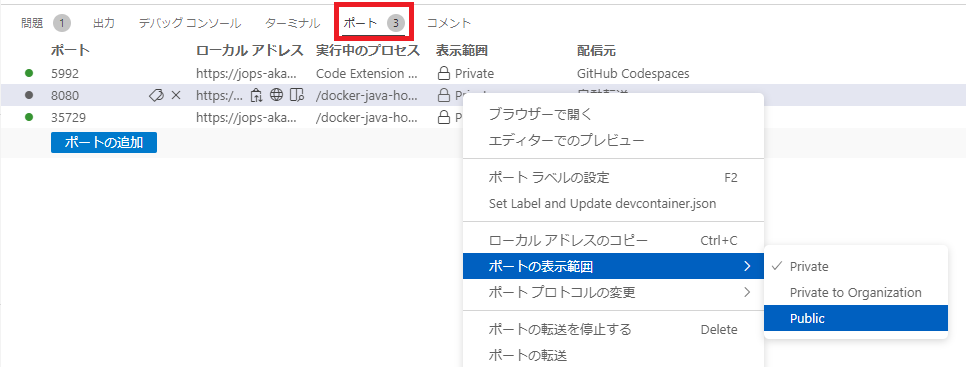 問題 1 出力 デバッグ コンソール ターミナル ポート 3 コメント
ポート ローカル アドレス 実行中のプロセス 表示範囲 配信元
5992 https://jops-aka... Code Extension ... Private GitHub Codespaces
8080 https:/... /docker-java-ho...
35729 https://jops-aka... /docker-java-ho...
ポートの追加
ブラウザーで開く
エディターでのプレビュー
ポート ラベルの設定 F2
Set Label and Update devcontainer.json
ローカル アドレスのコピー Ctrl+C
ポートの表示範囲
ポート プロトコルの変更
ポートの転送を停止する Delete
ポートの転送
Private
Private to Organization
Public